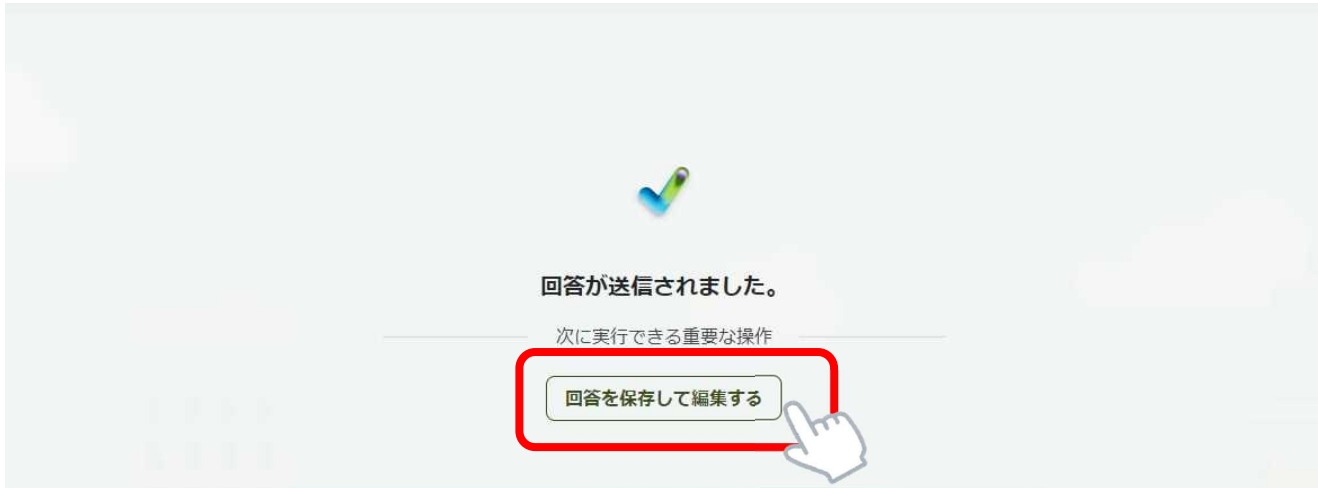 回答が送信されました。
次に実行できる重要な操作
回答を保存して編集する